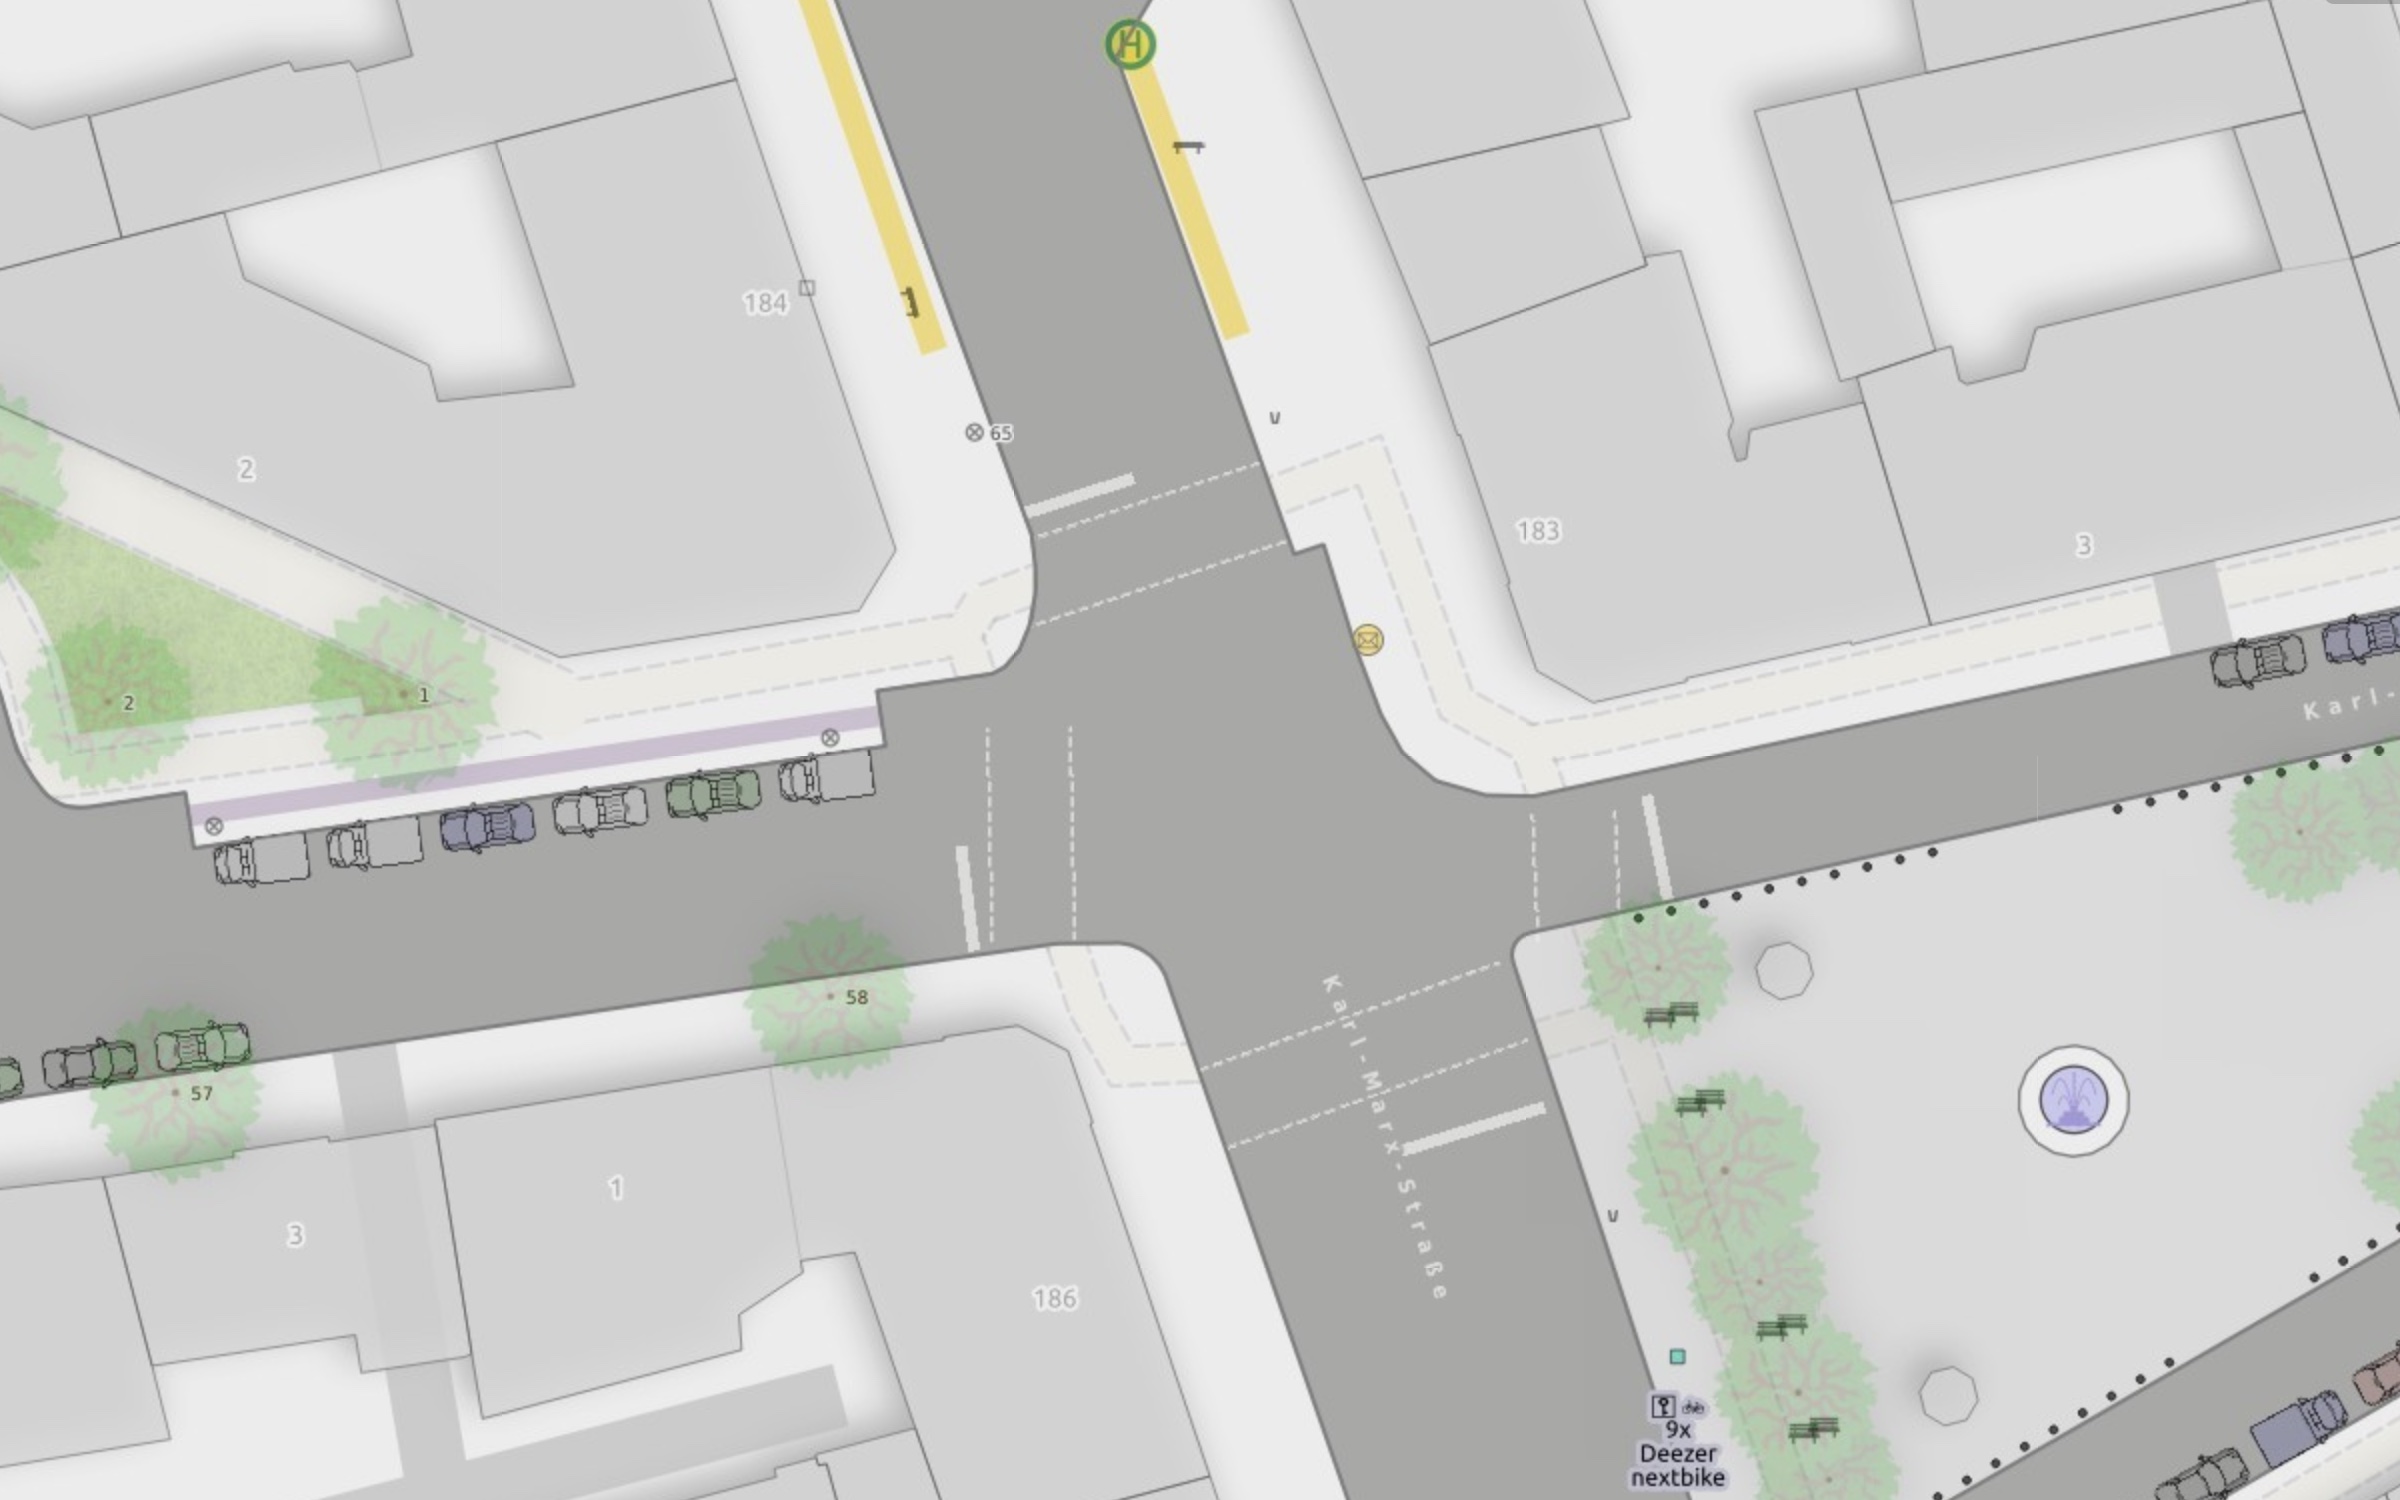 H
184
65
v
2
183
3
2
1
Karl-
58
57
Karl-Marx-Straße
1
3
v
186
9x
Deezer
nextbike